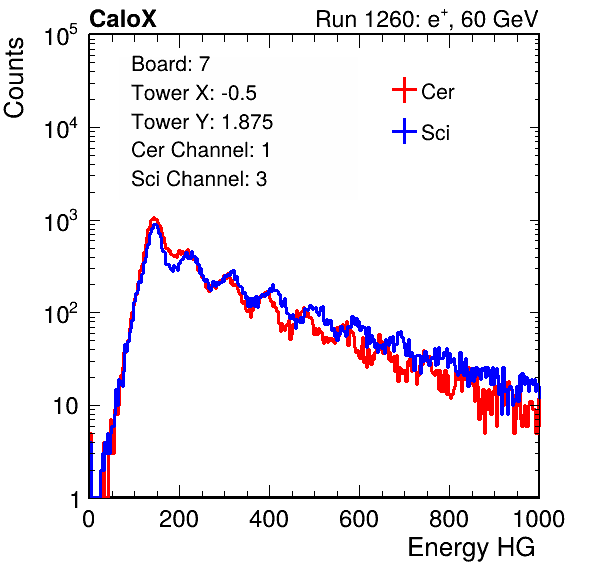 CaloX Run 1260: e⁺, 60 GeV
Counts
10⁵
10⁴
10³
10²
10
1
Board: 7
Tower X: -0.5
Tower Y: 1.875
Cer Channel: 1
Sci Channel: 3
Cer
Sci
0 200 400 600 800 1000
Energy HG